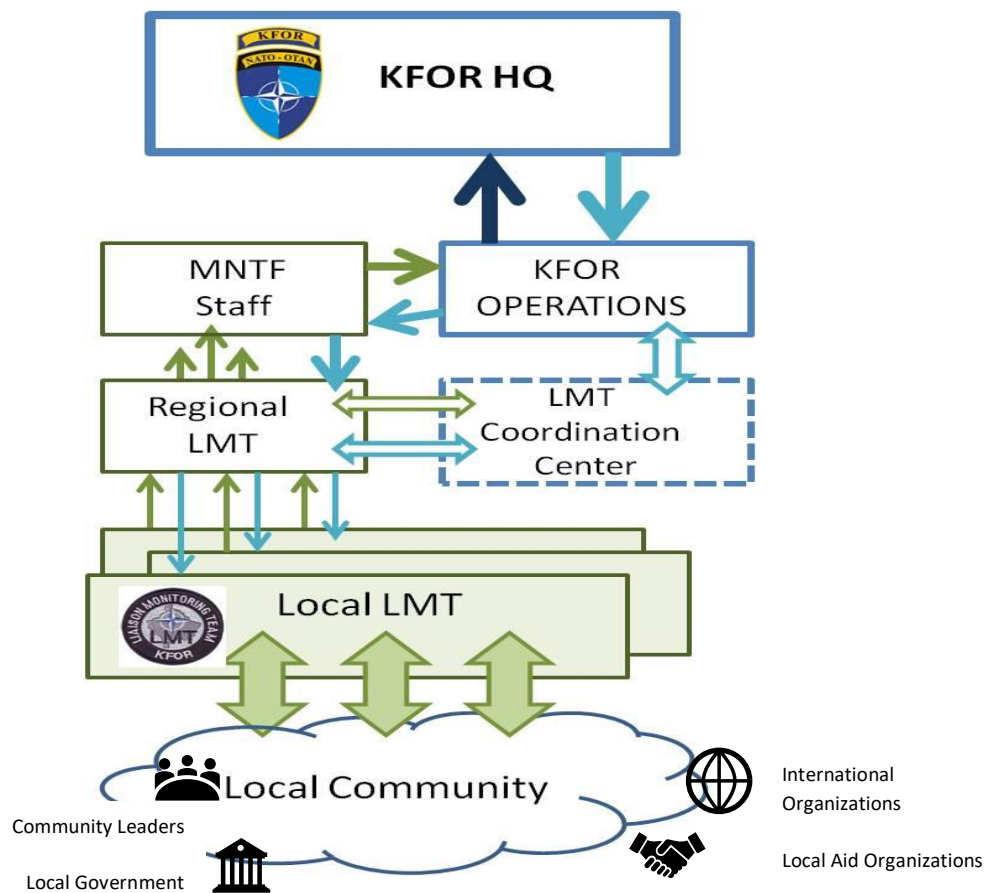 KFOR
NATO-OTAN
KFOR HQ
MNTF
Staff
KFOR
OPERATIONS
Regional
LMT
LMT
Coordination
Center
Local LMT
LIAISON MONITORING TEAM
LMT
KFOR
Local Community
International
Organizations
Community Leaders
Local Aid Organizations
Local Government